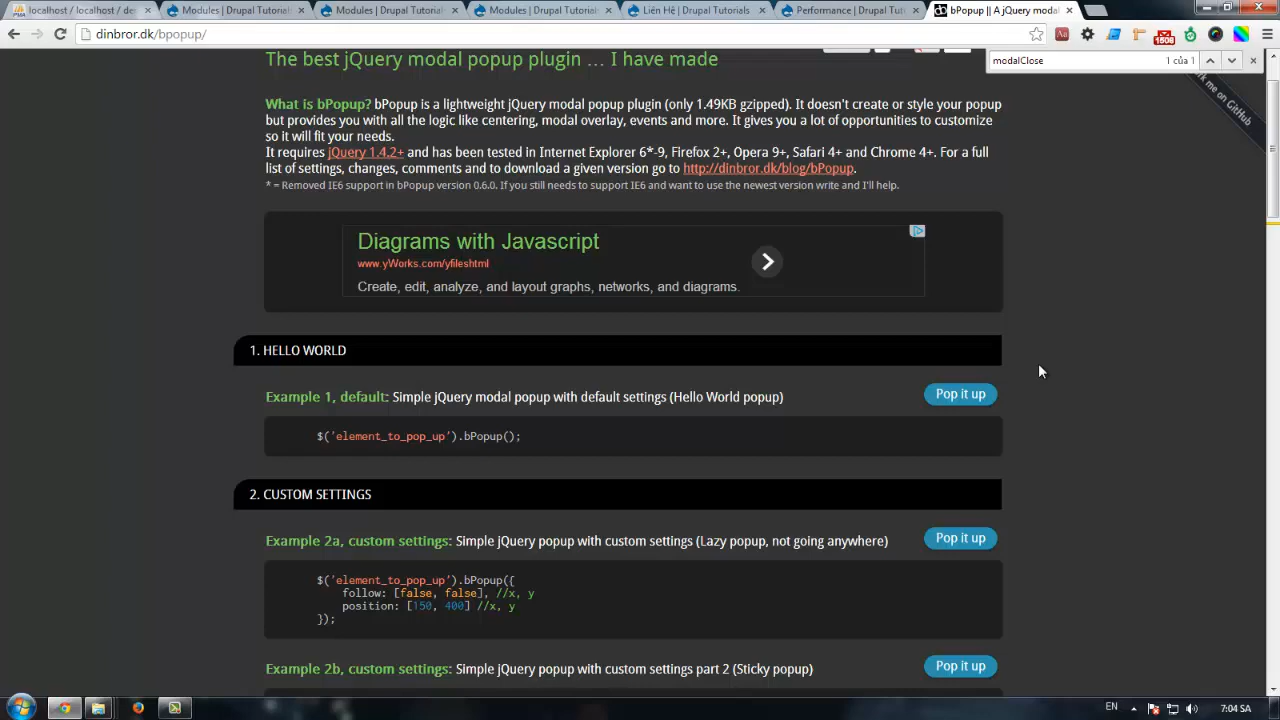 localhost / localhost / de
Modules | Drupal Tutorials
Modules | Drupal Tutorials
Modules | Drupal Tutorials
Liên Hệ | Drupal Tutorials
Performance | Drupal Tut
bPopup || A jQuery modal
dinbror.dk/bpopup/
1508
modalClose
1 của 1
The best jQuery modal popup plugin … I have made
me on GitHub
What is bPopup? bPopup is a lightweight jQuery modal popup plugin (only 1.49KB gzipped). It doesn't create or style your popup
but provides you with all the logic like centering, modal overlay, events and more. It gives you a lot of opportunities to customize
so it will fit your needs.
It requires jQuery 1.4.2+ and has been tested in Internet Explorer 6*-9, Firefox 2+, Opera 9+, Safari 4+ and Chrome 4+. For a full
list of settings, changes, comments and to download a given version go to http://dinbror.dk/blog/bPopup.
* = Removed IE6 support in bPopup version 0.6.0. If you still needs to support IE6 and want to use the newest version write and I'll help.
Diagrams with Javascript
www.yWorks.com/yfileshtml
Create, edit, analyze, and layout graphs, networks, and diagrams.
1. HELLO WORLD
Example 1, default: Simple jQuery modal popup with default settings (Hello World popup)
Pop it up
$('element_to_pop_up').bPopup();
2. CUSTOM SETTINGS
Example 2a, custom settings: Simple jQuery popup with custom settings (Lazy popup, not going anywhere)
Pop it up
$('element_to_pop_up').bPopup({
follow: [false, false], //x, y
position: [150, 400] //x, y
});
Example 2b, custom settings: Simple jQuery popup with custom settings part 2 (Sticky popup)
Pop it up
EN
7:04 SA